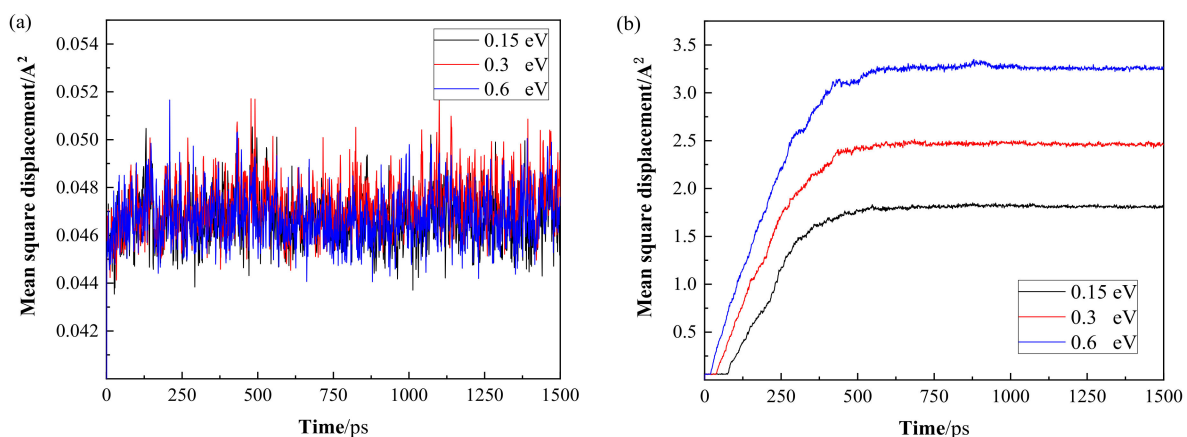 (a)
Mean square displacement/A²
0.054
0.052
0.050
0.048
0.046
0.044
0.042
0.15 eV
0.3 eV
0.6 eV
0 250 500 750 1000 1250 1500
Time/ps
(b)
Mean square displacement/A²
3.5
3.0
2.5
2.0
1.5
1.0
0.5
0.15 eV
0.3 eV
0.6 eV
0 250 500 750 1000 1250 1500
Time/ps